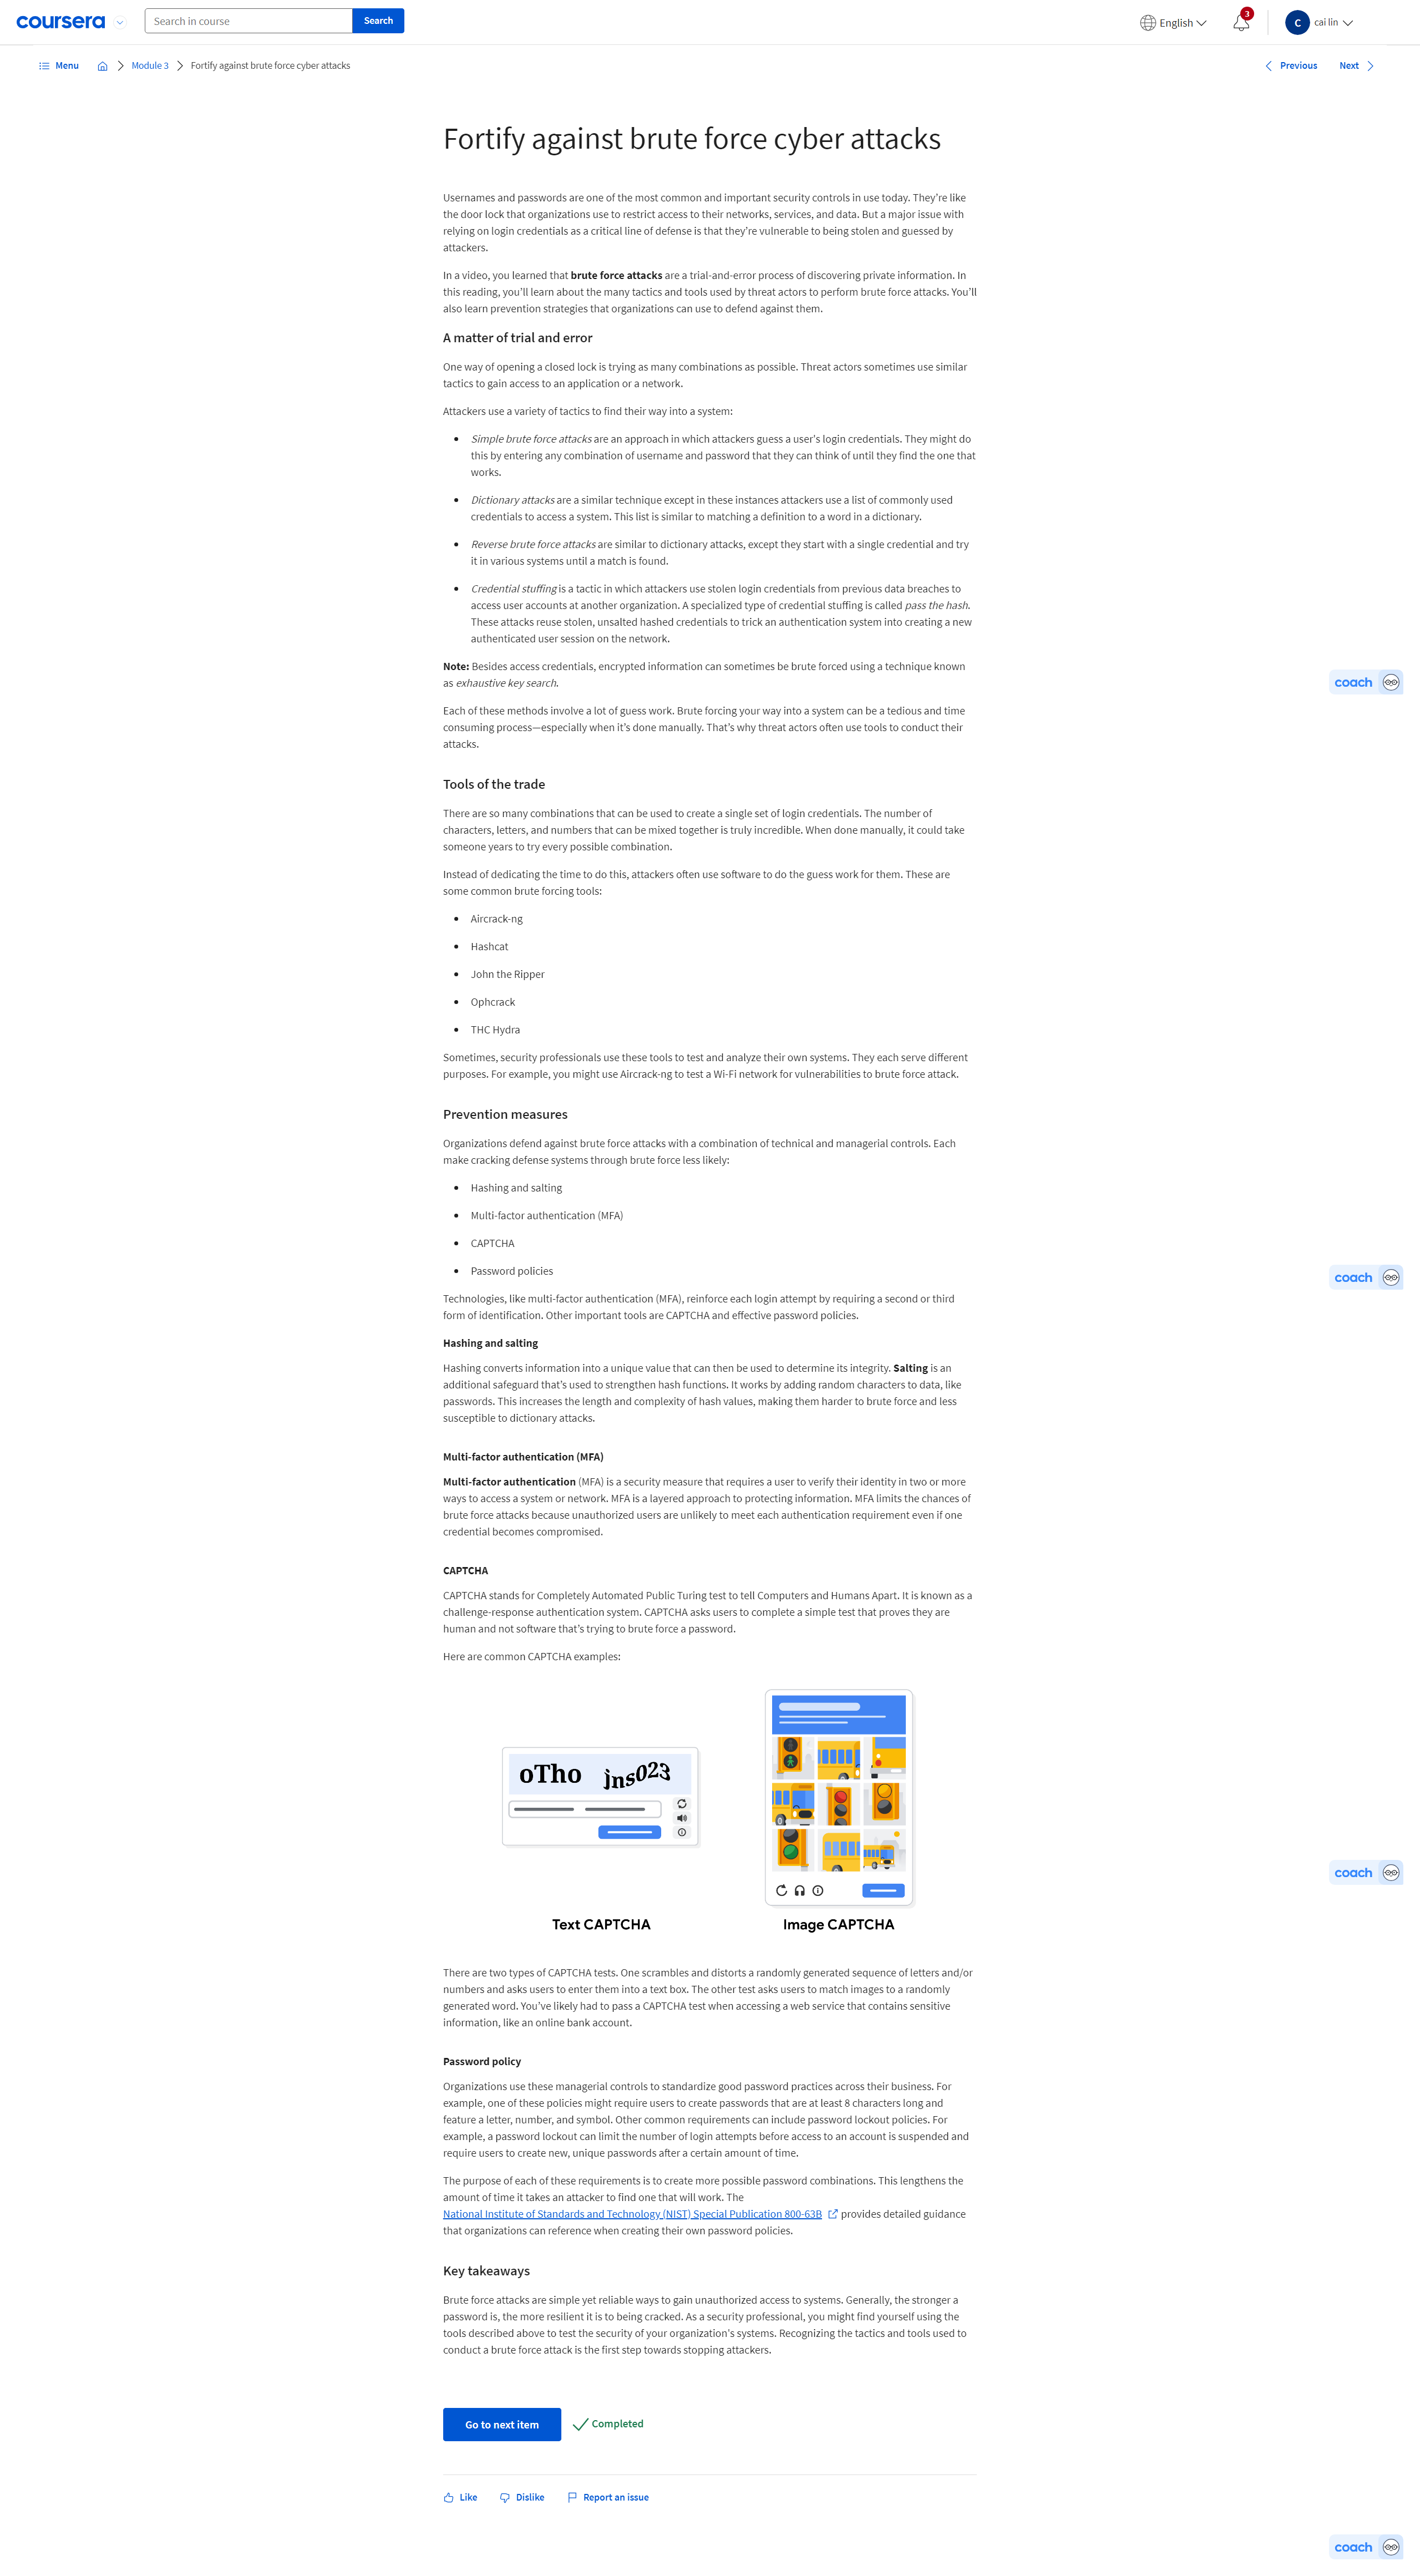 coursera
Search in course
Search
English
3
C
cai lin
Menu
Module 3
Fortify against brute force cyber attacks
Previous
Next
Fortify against brute force cyber attacks
Usernames and passwords are one of the most common and important security controls in use today. They're like
the door lock that organizations use to restrict access to their networks, services, and data. But a major issue with
relying on login credentials as a critical line of defense is that they're vulnerable to being stolen and guessed by
attackers.
In a video, you learned that brute force attacks are a trial-and-error process of discovering private information. In
this reading, you'll learn about the many tactics and tools used by threat actors to perform brute force attacks. You'll
also learn prevention strategies that organizations can use to defend against them.
A matter of trial and error
One way of opening a closed lock is trying as many combinations as possible. Threat actors sometimes use similar
tactics to gain access to an application or a network.
Attackers use a variety of tactics to find their way into a system:
• Simple brute force attacks are an approach in which attackers guess a user's login credentials. They might do
this by entering any combination of username and password that they can think of until they find the one that
works.
• Dictionary attacks are a similar technique except in these instances attackers use a list of commonly used
credentials to access a system. This list is similar to matching a definition to a word in a dictionary.
• Reverse brute force attacks are similar to dictionary attacks, except they start with a single credential and try
it in various systems until a match is found.
• Credential stuffing is a tactic in which attackers use stolen login credentials from previous data breaches to
access user accounts at another organization. A specialized type of credential stuffing is called pass the hash.
These attacks reuse stolen, unsalted hashed credentials to trick an authentication system into creating a new
authenticated user session on the network.
Note: Besides access credentials, encrypted information can sometimes be brute forced using a technique known
as exhaustive key search.
coach
Each of these methods involve a lot of guess work. Brute forcing your way into a system can be a tedious and time
consuming process—especially when it's done manually. That's why threat actors often use tools to conduct their
attacks.
Tools of the trade
There are so many combinations that can be used to create a single set of login credentials. The number of
characters, letters, and numbers that can be mixed together is truly incredible. When done manually, it could take
someone years to try every possible combination.
Instead of dedicating the time to do this, attackers often use software to do the guess work for them. These are
some common brute forcing tools:
• Aircrack-ng
• Hashcat
• John the Ripper
• Ophcrack
• THC Hydra
Sometimes, security professionals use these tools to test and analyze their own systems. They each serve different
purposes. For example, you might use Aircrack-ng to test a Wi-Fi network for vulnerabilities to brute force attack.
Prevention measures
Organizations defend against brute force attacks with a combination of technical and managerial controls. Each
make cracking defense systems through brute force less likely:
• Hashing and salting
• Multi-factor authentication (MFA)
• CAPTCHA
• Password policies
coach
Technologies, like multi-factor authentication (MFA), reinforce each login attempt by requiring a second or third
form of identification. Other important tools are CAPTCHA and effective password policies.
Hashing and salting
Hashing converts information into a unique value that can then be used to determine its integrity. Salting is an
additional safeguard that's used to strengthen hash functions. It works by adding random characters to data, like
passwords. This increases the length and complexity of hash values, making them harder to brute force and less
susceptible to dictionary attacks.
Multi-factor authentication (MFA)
Multi-factor authentication (MFA) is a security measure that requires a user to verify their identity in two or more
ways to access a system or network. MFA is a layered approach to protecting information. MFA limits the chances of
brute force attacks because unauthorized users are unlikely to meet each authentication requirement even if one
credential becomes compromised.
CAPTCHA
CAPTCHA stands for Completely Automated Public Turing test to tell Computers and Humans Apart. It is known as a
challenge-response authentication system. CAPTCHA asks users to complete a simple test that proves they are
human and not software that's trying to brute force a password.
Here are common CAPTCHA examples:
oTho jns023
Text CAPTCHA
Image CAPTCHA
coach
There are two types of CAPTCHA tests. One scrambles and distorts a randomly generated sequence of letters and/or
numbers and asks users to enter them into a text box. The other test asks users to match images to a randomly
generated word. You've likely had to pass a CAPTCHA test when accessing a web service that contains sensitive
information, like an online bank account.
Password policy
Organizations use these managerial controls to standardize good password practices across their business. For
example, one of these policies might require users to create passwords that are at least 8 characters long and
feature a letter, number, and symbol. Other common requirements can include password lockout policies. For
example, a password lockout can limit the number of login attempts before access to an account is suspended and
require users to create new, unique passwords after a certain amount of time.
The purpose of each of these requirements is to create more possible password combinations. This lengthens the
amount of time it takes an attacker to find one that will work. The
National Institute of Standards and Technology (NIST) Special Publication 800-63B provides detailed guidance
that organizations can reference when creating their own password policies.
Key takeaways
Brute force attacks are simple yet reliable ways to gain unauthorized access to systems. Generally, the stronger a
password is, the more resilient it is to being cracked. As a security professional, you might find yourself using the
tools described above to test the security of your organization's systems. Recognizing the tactics and tools used to
conduct a brute force attack is the first step towards stopping attackers.
Go to next item
Completed
Like
Dislike
Report an issue
coach